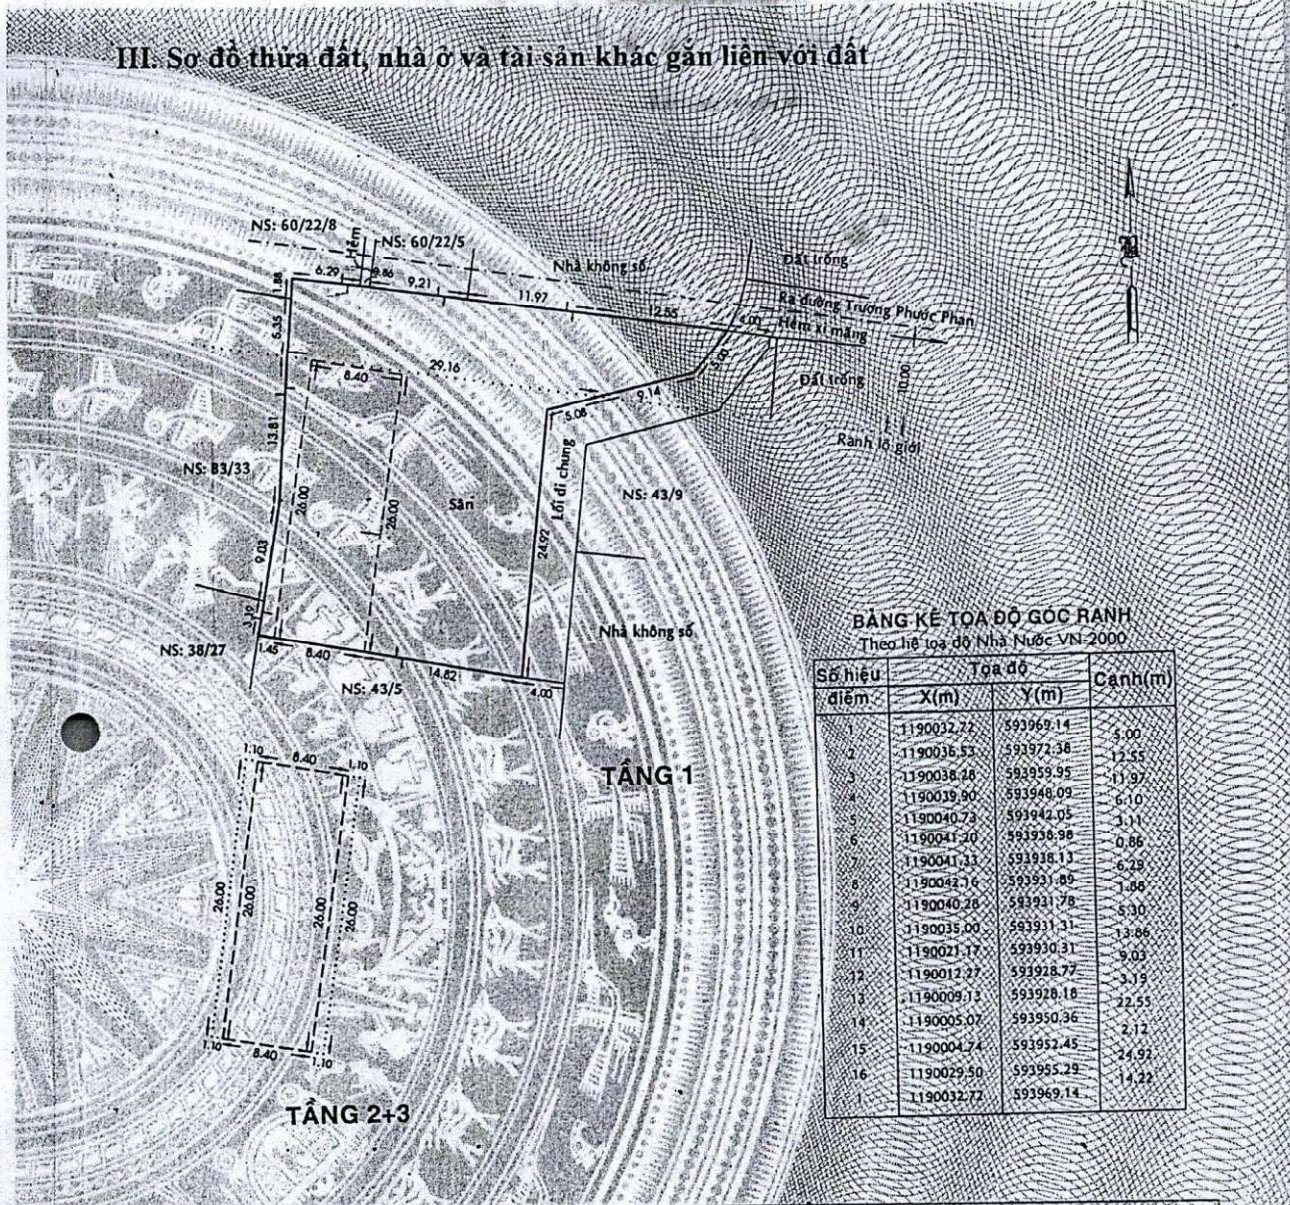 III. Sơ đồ thửa đất, nhà ở và tài sản khác gắn liền với đất
NS: 60/22/8
Hẻm
NS: 60/22/5
Nhà không số
Đất trống
Ra đường Trương Phước Phan
Hẻm xi măng
1.88
6.29
0.86
9.21
11.97
12.55
4.00
5.00
10.00
Đất trống
Ranh lộ giới
5.35
8.40
29.16
5.08
9.14
13.81
NS: 83/33
26.00
26.00
Sân
Lối đi chung
24.92
NS: 43/9
9.03
3.19
NS: 38/27
1.45
8.40
14.82
4.00
NS: 43/5
Nhà không số
TẦNG 1
1.10
8.40
1.10
26.00
26.00
26.00
26.00
1.10
8.40
1.10
TẦNG 2+3
BẢNG KÊ TỌA ĐỘ GÓC RANH
Theo hệ tọa độ Nhà Nước VN-2000
Số hiệu điểm Tọa độ Cạnh(m)
X(m) Y(m)
1 1190032.72 593969.14
5.00
2 1190036.53 593972.38
12.55
3 1190038.28 593959.95
11.97
4 1190039.90 593948.09
6.10
5 1190040.73 593942.05
3.11
6 1190041.20 593938.98
0.86
7 1190041.33 593938.13
6.29
8 1190042.16 593931.89
1.88
9 1190040.28 593931.78
5.30
10 1190035.00 593931.31
13.86
11 1190021.17 593930.31
9.03
12 1190012.27 593928.77
3.19
13 1190009.13 593928.18
22.55
14 1190005.07 593950.36
2.12
15 1190004.74 593952.45
24.92
16 1190029.50 593955.29
14.22
1 1190032.72 593969.14